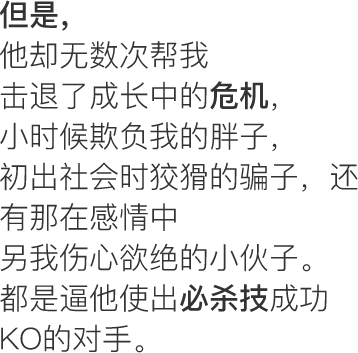 但是，
他却无数次帮我
击退了成长中的危机，
小时候欺负我的胖子，
初出社会时狡猾的骗子，还
有那在感情中
另我伤心欲绝的小伙子。
都是逼他使出必杀技成功
KO的对手。